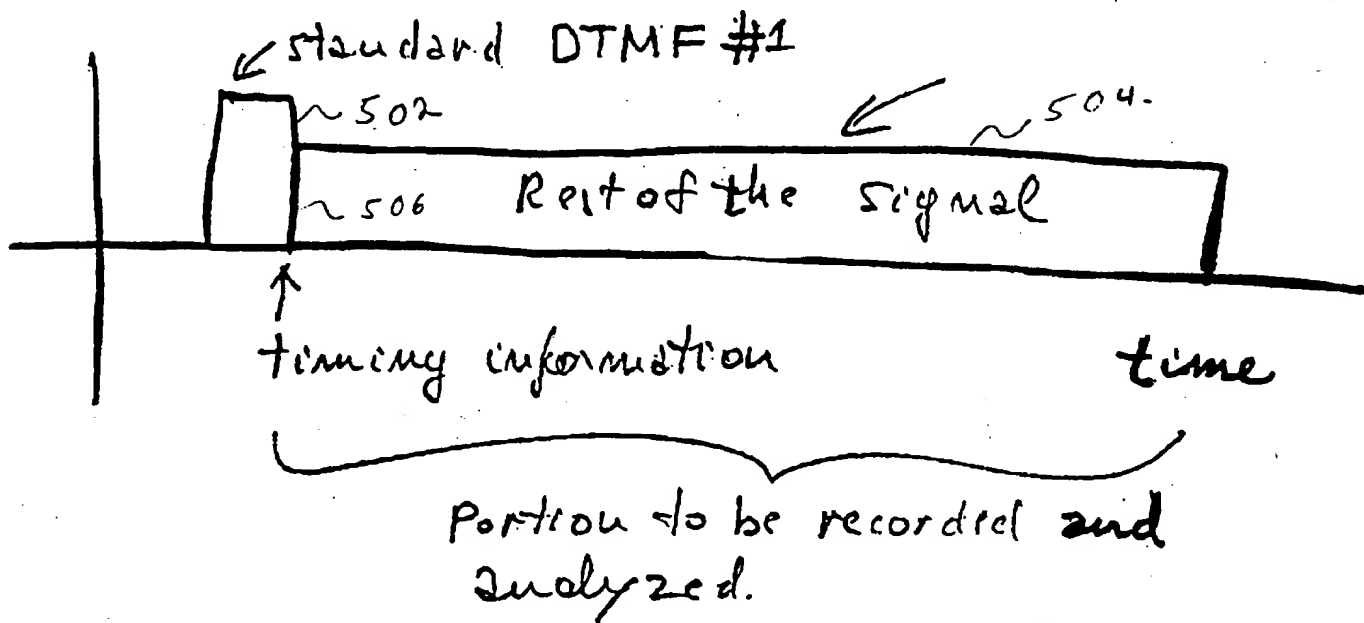 standard DTMF #1
502
504.
506
Rest of the signal
timing information
time
Portion to be recorded and
analyzed.